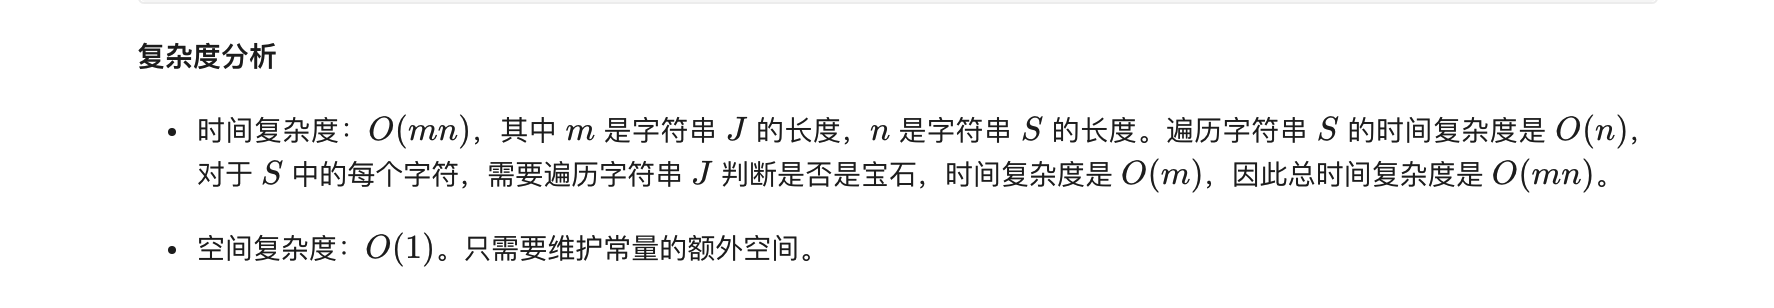 复杂度分析
• 时间复杂度：O(mn)，其中 m 是字符串 J 的长度，n 是字符串 S 的长度。遍历字符串 S 的时间复杂度是 O(n)，
对于 S 中的每个字符，需要遍历字符串 J 判断是否是宝石，时间复杂度是 O(m)，因此总时间复杂度是 O(mn)。
• 空间复杂度：O(1)。只需要维护常量的额外空间。